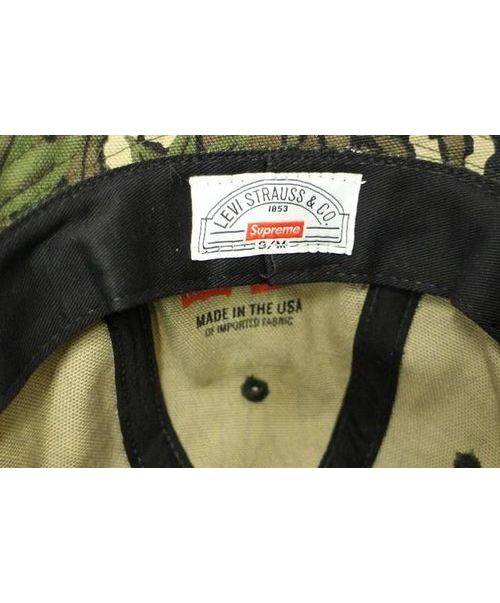 LEVI STRAUSS & CO.
1853
Supreme
S/M
MADE IN THE USA
OF IMPORTED FABRIC